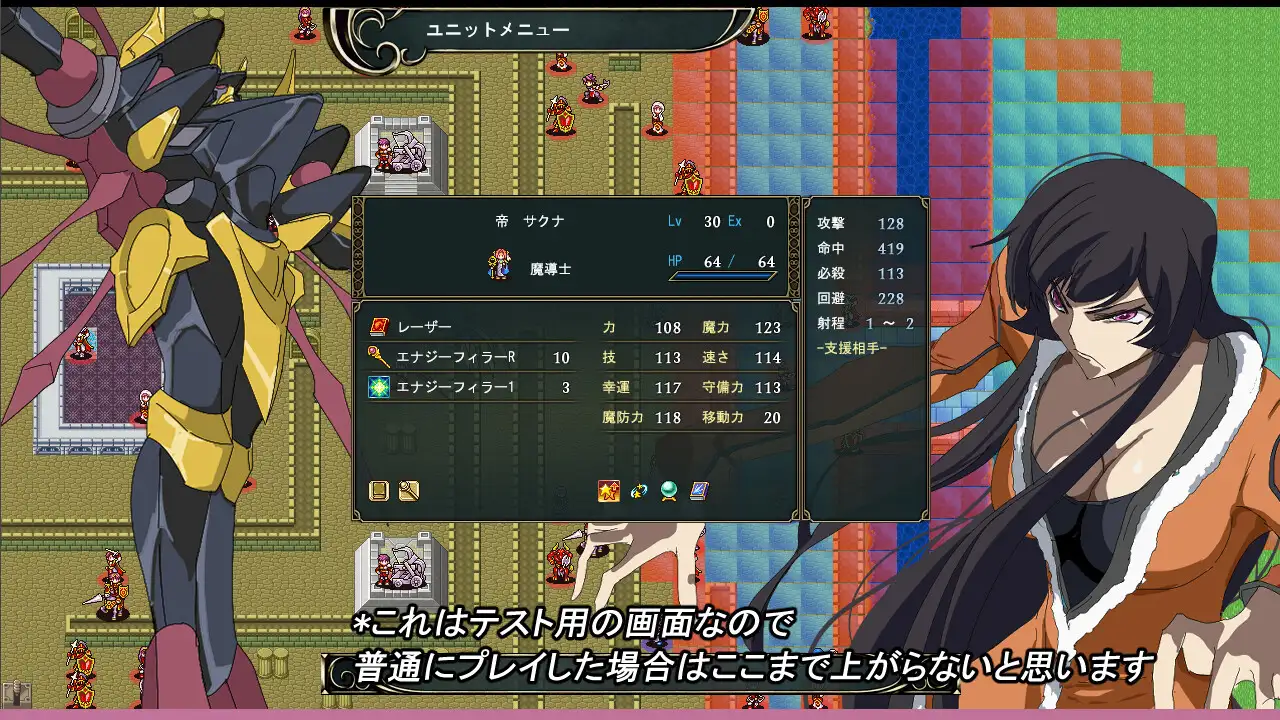 ユニットメニュー
帝 サクナ
Lv 30 Ex 0
魔導士
HP 64 / 64
レーザー
エナジーフィラーR 10
エナジーフィラー1 3
力 108 魔力 123
技 113 速さ 114
幸運 117 守備力 113
魔防力 118 移動力 20
攻撃 128
命中 419
必殺 113
回避 228
射程 1 ～ 2
-支援相手-
*これはテスト用の画面なので
普通にプレイした場合はここまで上がらないと思います